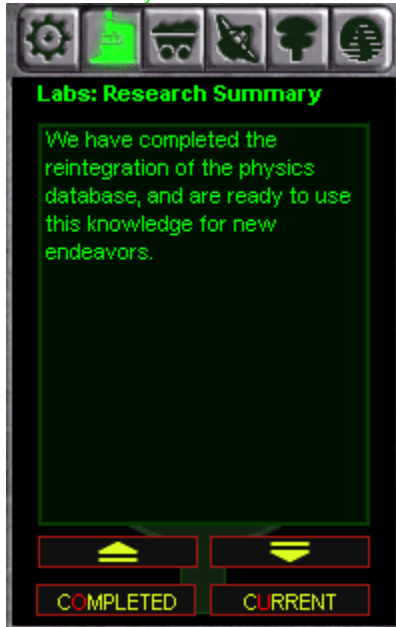 Labs: Research Summary
We have completed the
reintegration of the physics
database, and are ready to use
this knowledge for new
endeavors.
COMPLETED
CURRENT